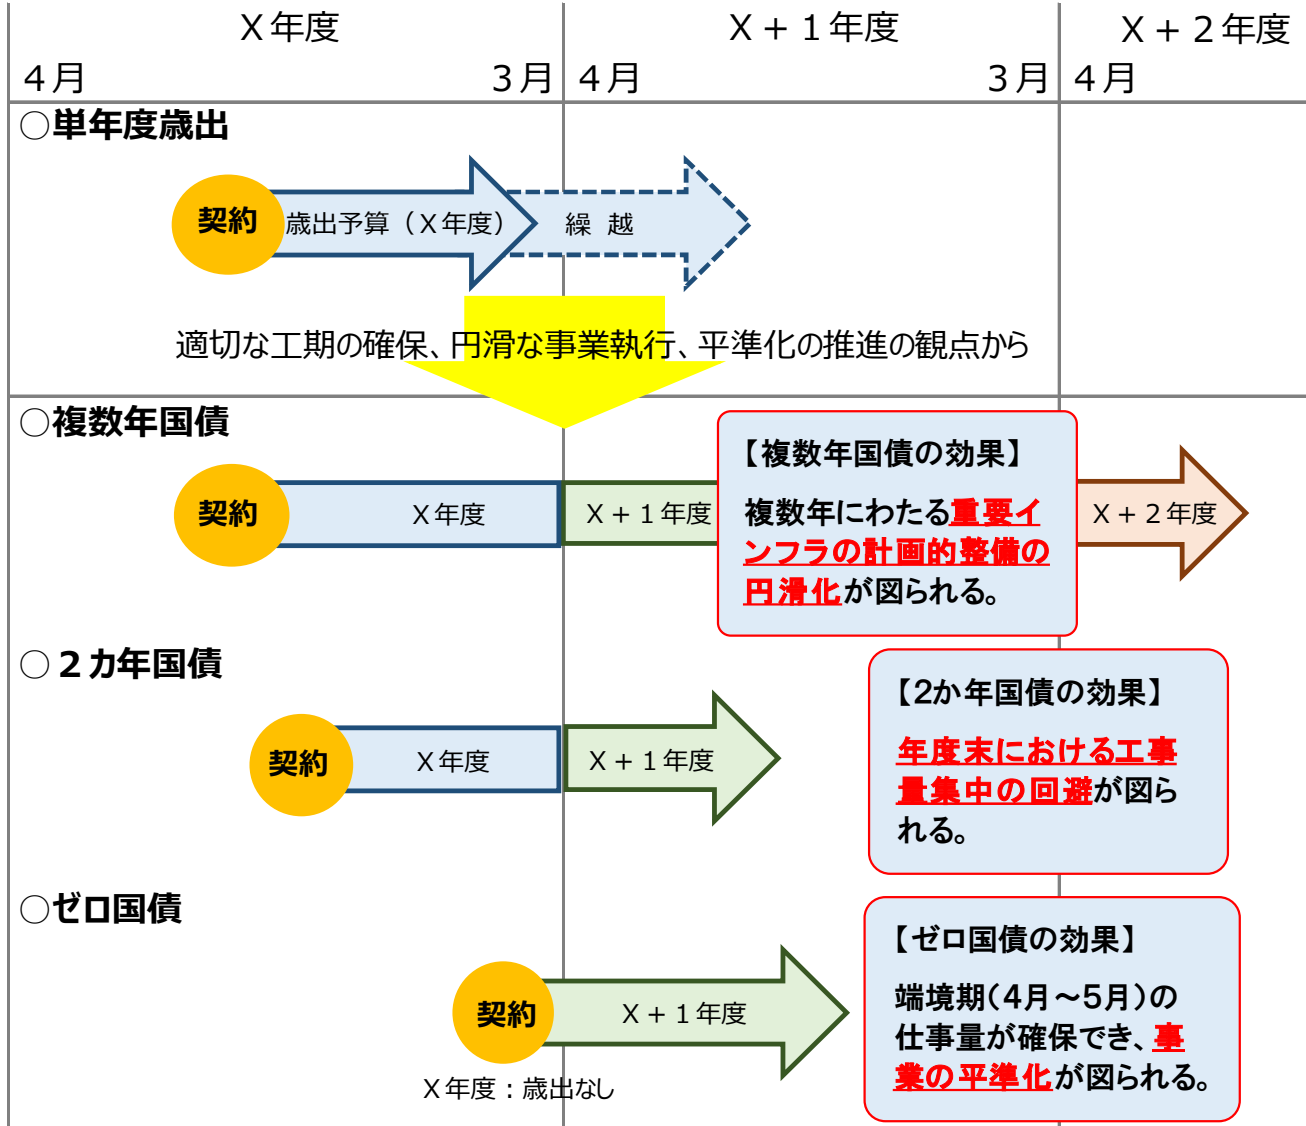 X年度
X+1年度
X+2年度
4月
3月
4月
3月
4月
○単年度歳出
契約
歳出予算（X年度）
繰 越
適切な工期の確保、円滑な事業執行、平準化の推進の観点から
○複数年国債
契約
X年度
X+1年度
【複数年国債の効果】
複数年にわたる重要イ
ンフラの計画的整備の
円滑化が図られる。
X+2年度
○2カ年国債
契約
X年度
X+1年度
【2か年国債の効果】
年度末における工事
量集中の回避が図ら
れる。
○ゼロ国債
契約
X+1年度
X年度：歳出なし
【ゼロ国債の効果】
端境期（4月～5月）の
仕事量が確保でき、事
業の平準化が図られる。